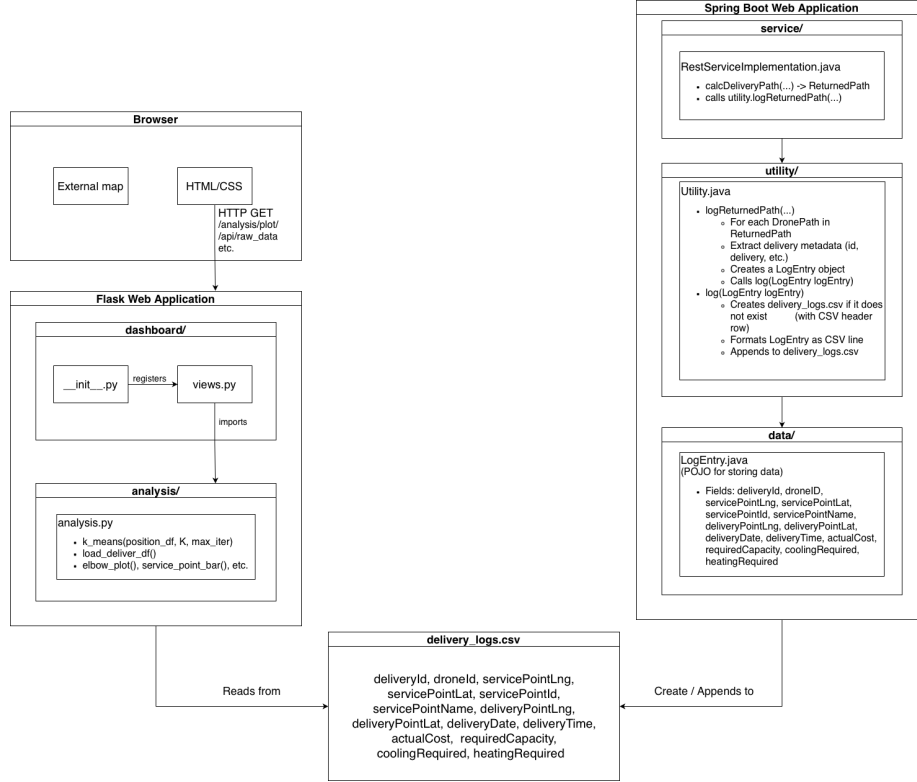 Spring Boot Web Application
service/
RestServiceImplementation.java
• calcDeliveryPath(...) -> ReturnedPath
• calls utility.logReturnedPath(...)
Browser
External map
HTML/CSS
HTTP GET
/analysis/plot/
/api/raw_data
etc.
utility/
Utility.java
• logReturnedPath(...)
○ For each DronePath in
ReturnedPath
○ Extract delivery metadata (id,
delivery, etc.)
○ Creates a LogEntry object
○ Calls log(LogEntry logEntry)
• log(LogEntry logEntry)
○ Creates delivery_logs.csv if it does
not exist (with CSV header
row)
○ Formats LogEntry as CSV line
○ Appends to delivery_logs.csv
Flask Web Application
dashboard/
__init__.py
registers
views.py
imports
analysis/
analysis.py
• k_means(position_df, K, max_iter)
• load_deliver_df()
• elbow_plot(), service_point_bar(), etc.
data/
LogEntry.java
(POJO for storing data)
• Fields: deliveryId, droneID,
servicePointLng, servicePointLat,
servicePointId, servicePointName,
deliveryPointLng, deliveryPointLat,
deliveryDate, deliveryTime, actualCost,
requiredCapacity, coolingRequired,
heatingRequired
delivery_logs.csv
deliveryId, droneId, servicePointLng,
servicePointLat, servicePointId,
servicePointName, deliveryPointLng,
deliveryPointLat, deliveryDate, deliveryTime,
actualCost, requiredCapacity,
coolingRequired, heatingRequired
Reads from
Create / Appends to